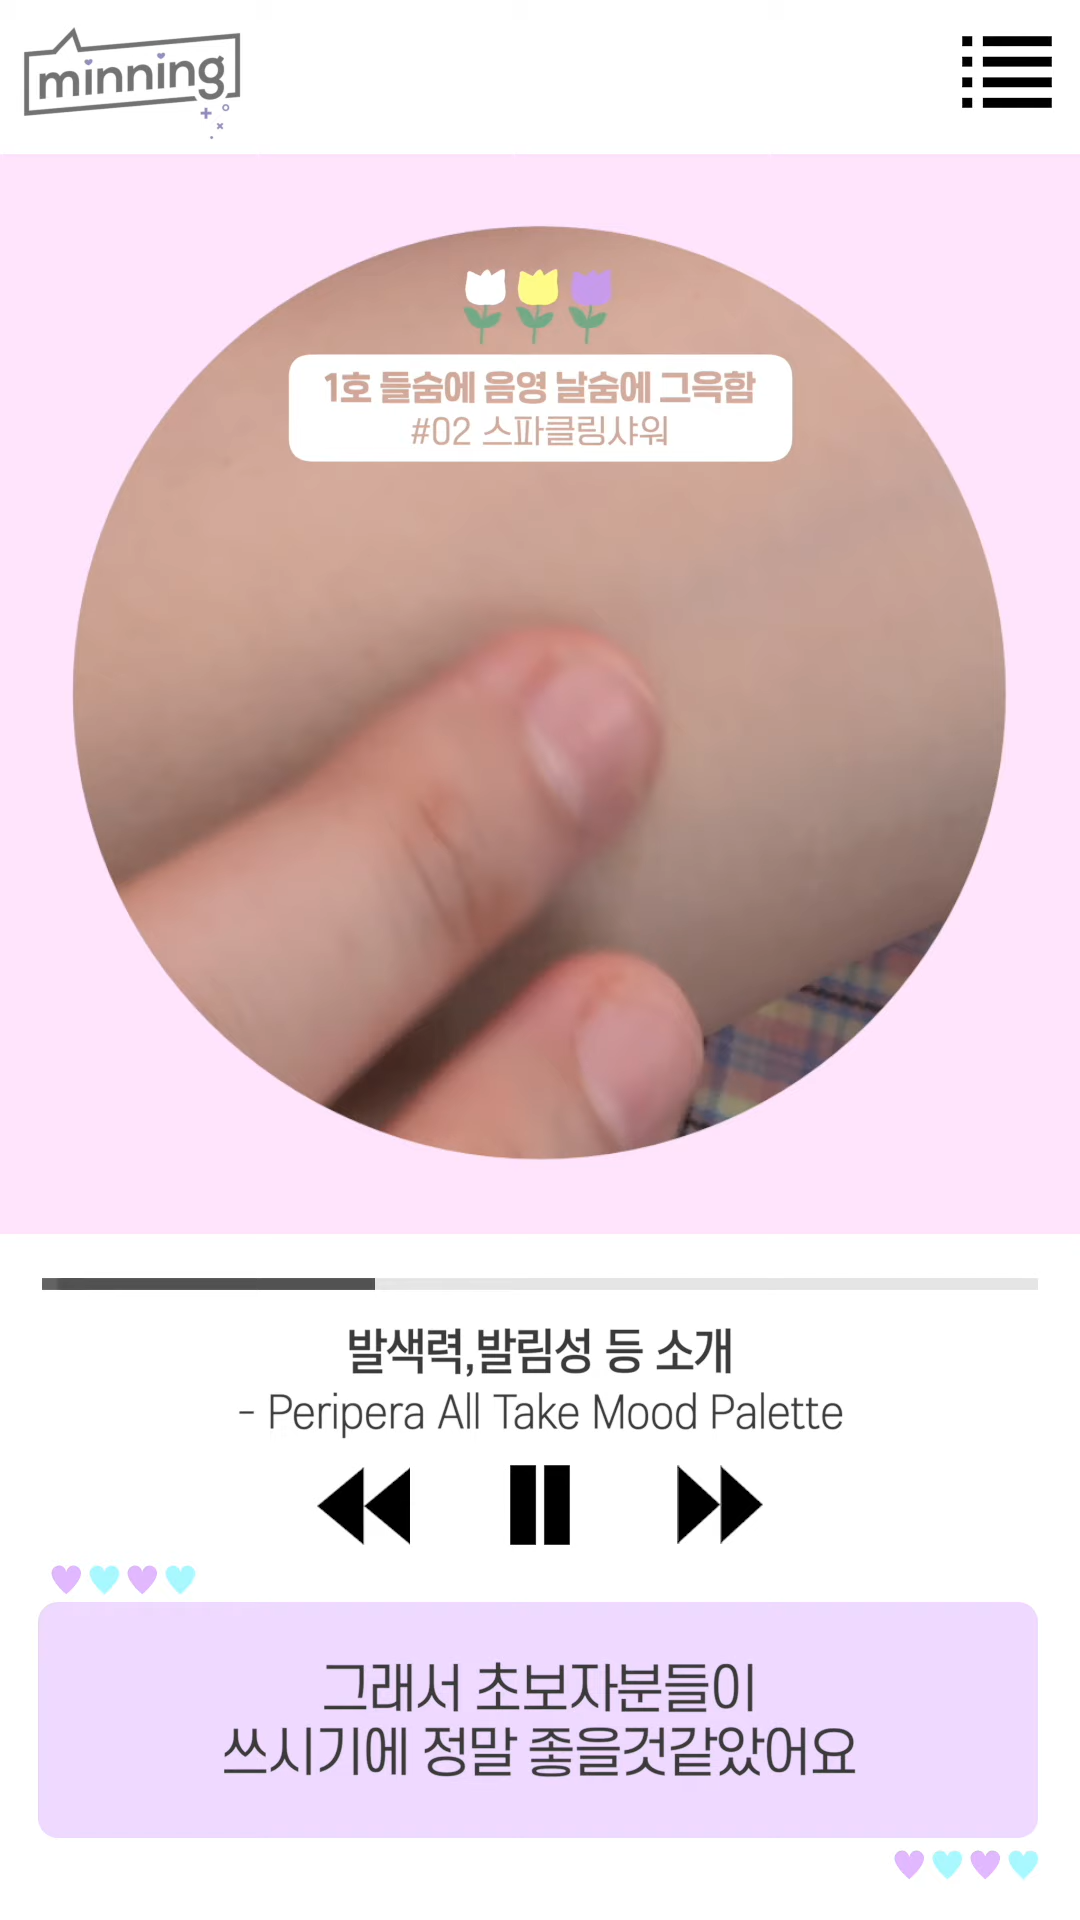 minning
1호 들숨에 음영 날숨에 그윽함
#02 스파클링샤워
발색력,발림성 등 소개
- Peripera All Take Mood Palette
그래서 초보자분들이
쓰시기에 정말 좋을것같았어요